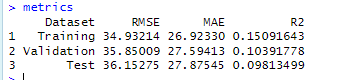 > metrics
Dataset RMSE MAE R2
1 Training 34.93214 26.92330 0.15091643
2 Validation 35.85009 27.59413 0.10391778
3 Test 36.15275 27.87545 0.09813499
>